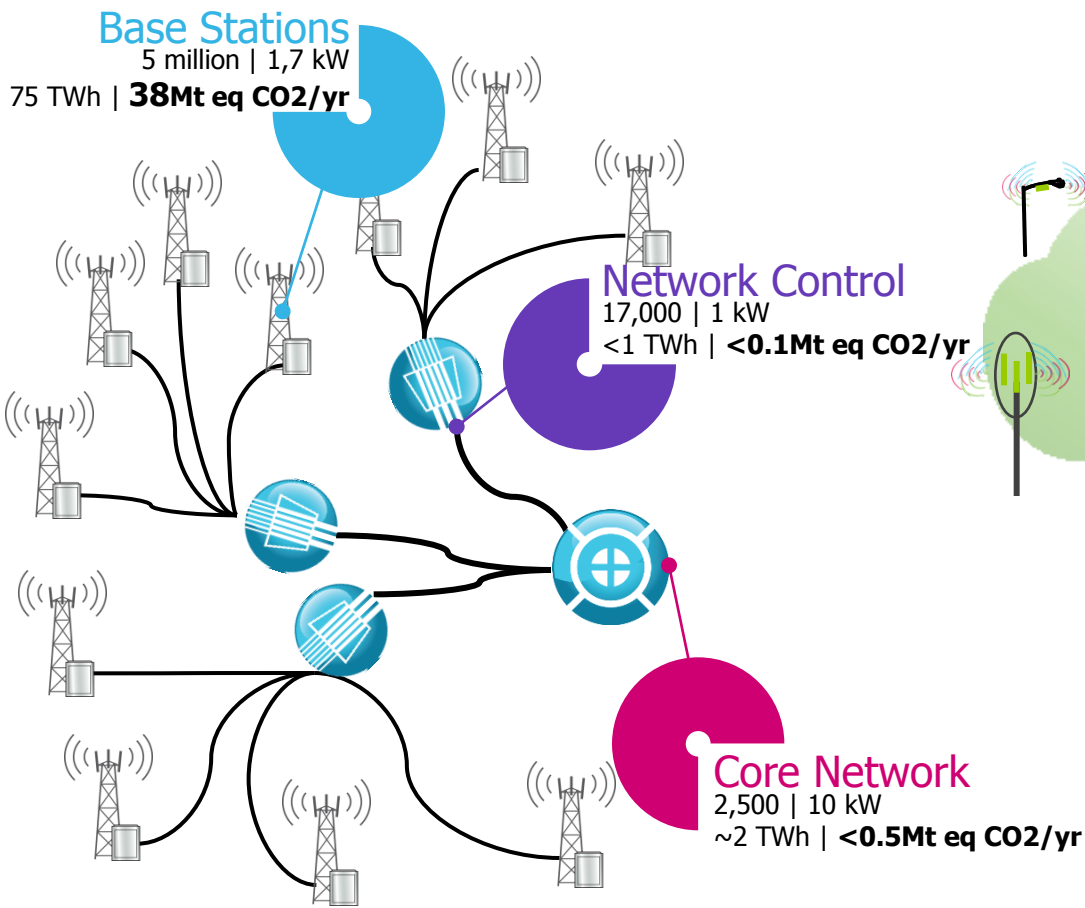 Base Stations
5 million | 1,7 kW
75 TWh | 38Mt eq CO2/yr
Network Control
17,000 | 1 kW
<1 TWh | <0.1Mt eq CO2/yr
Core Network
2,500 | 10 kW
~2 TWh | <0.5Mt eq CO2/yr